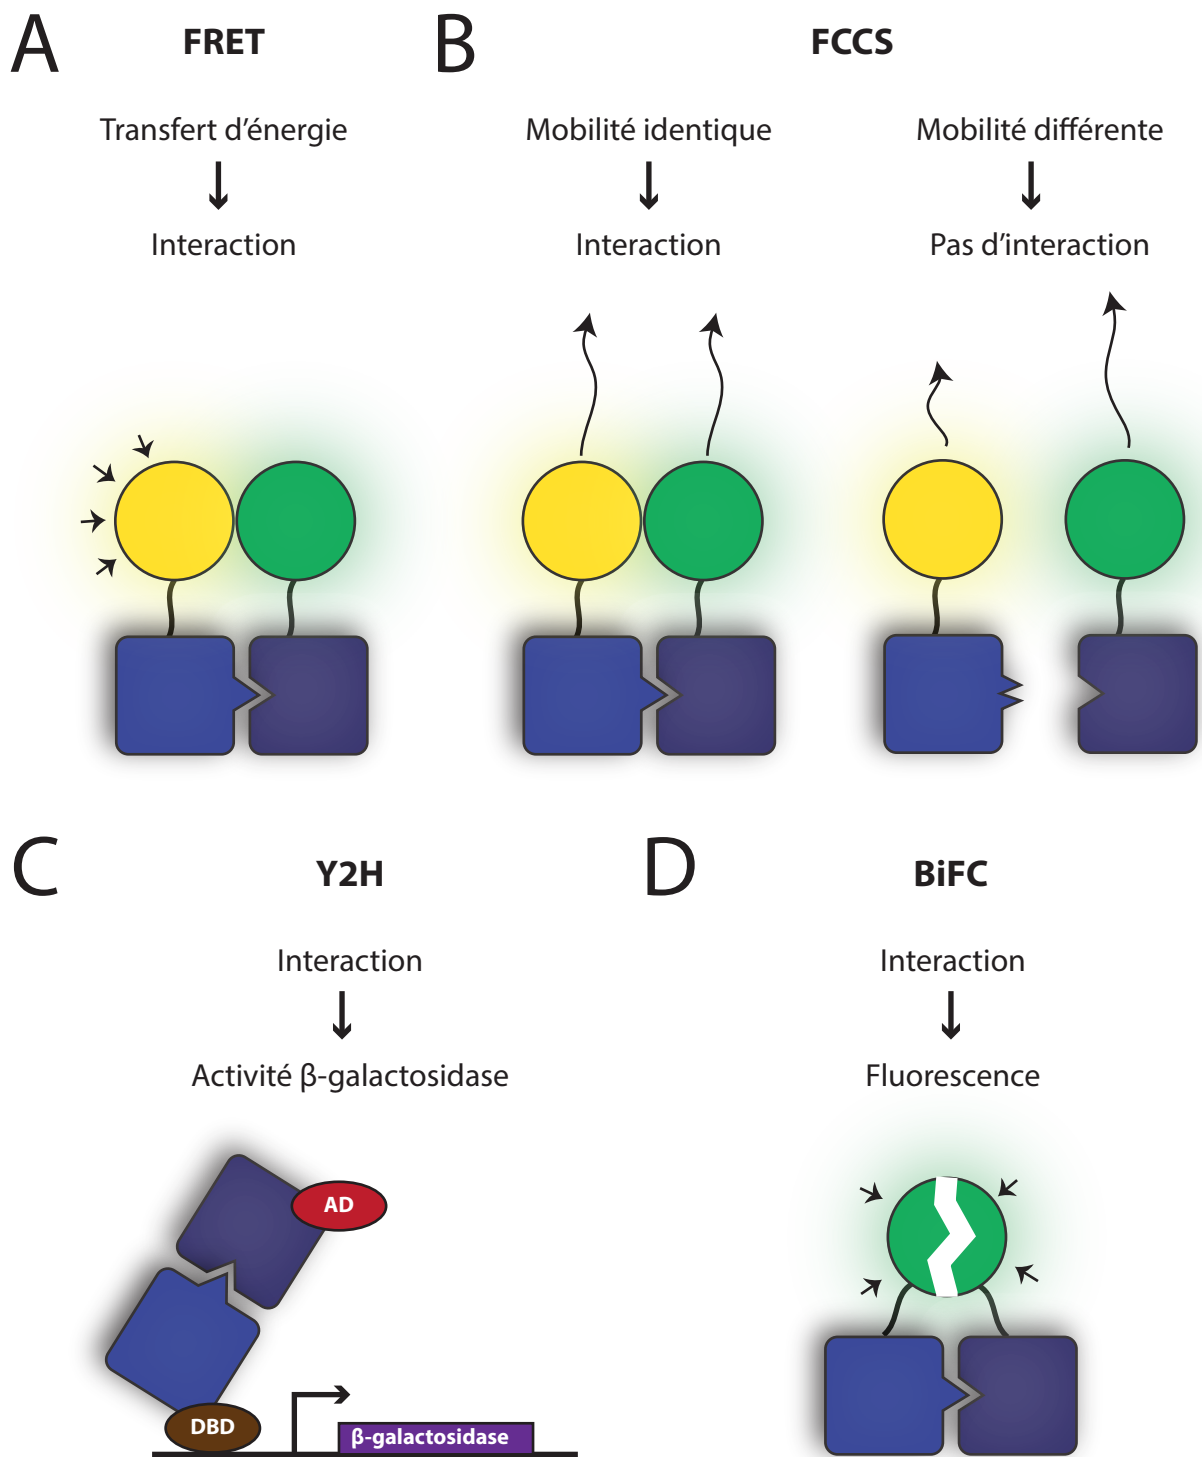 A
FRET
Transfert d'énergie
Interaction
B
FCCS
Mobilité identique
Interaction
Mobilité différente
Pas d'interaction
C
Y2H
Interaction
Activité β-galactosidase
AD
DBD
β-galactosidase
D
BiFC
Interaction
Fluorescence